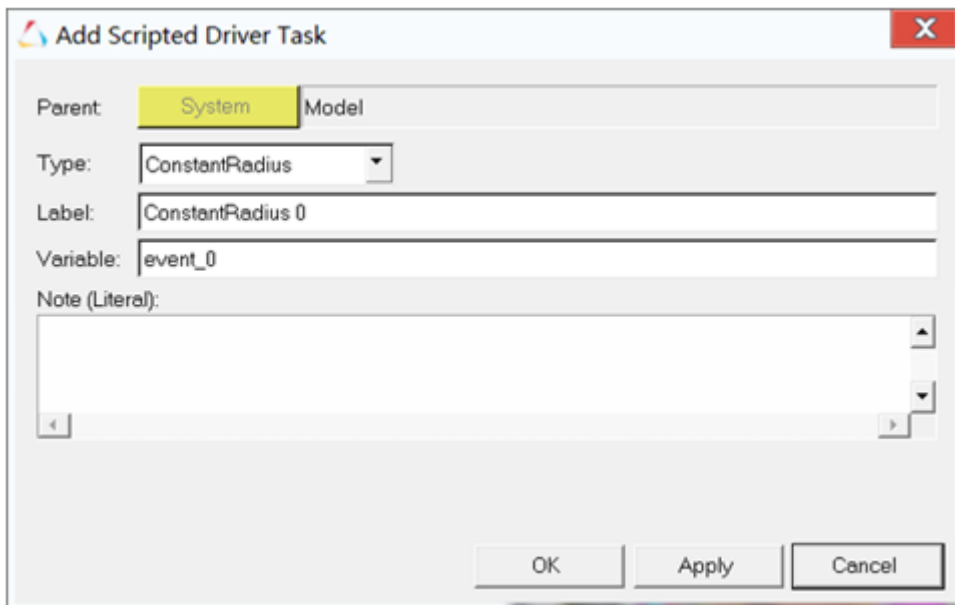 Add Scripted Driver Task
X
Parent: System Model
Type: ConstantRadius
Label: ConstantRadius 0
Variable: event_0
Note (Literal):
OK Apply Cancel